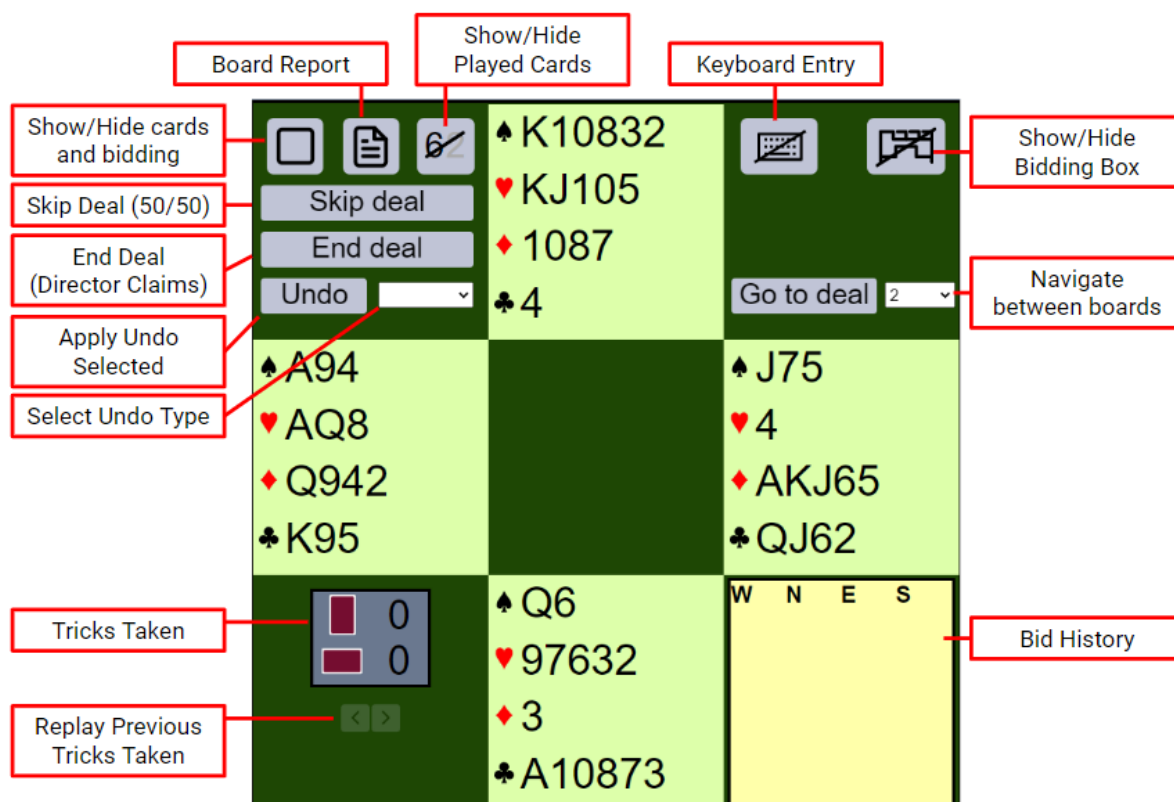 Show/Hide
Played Cards
Board Report
Keyboard Entry
Show/Hide cards
and bidding
Show/Hide
Bidding Box
Skip Deal (50/50)
End Deal
(Director Claims)
Apply Undo
Selected
Select Undo Type
Navigate
between boards
Tricks Taken
Replay Previous
Tricks Taken
Bid History
62
Skip deal
End deal
Undo
Go to deal 2
♠K10832
♥KJ105
♦1087
♣4
♠A94
♥AQ8
♦Q942
♣K95
♠J75
♥4
♦AKJ65
♣QJ62
0
0
< >
♠Q6
♥97632
♦3
♣A10873
W N E S